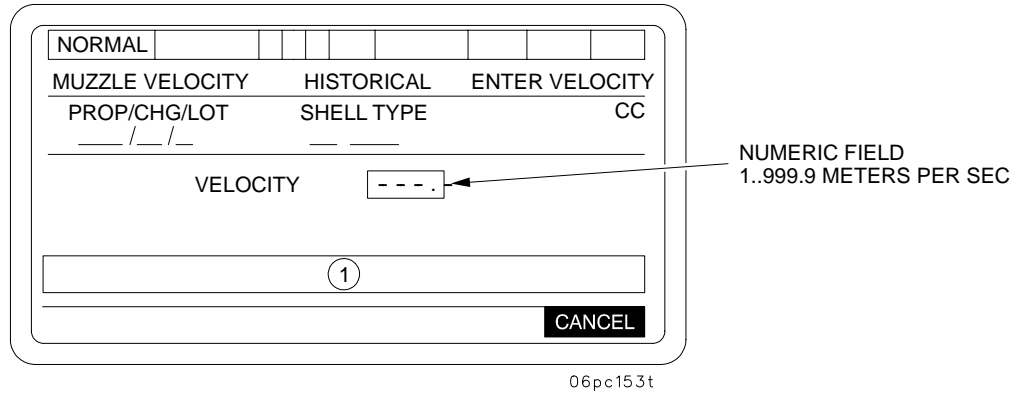 NORMAL
MUZZLE VELOCITY HISTORICAL ENTER VELOCITY
PROP/CHG/LOT SHELL TYPE CC
____ /__ /_ __ ____
VELOCITY - - - . -
NUMERIC FIELD
1..999.9 METERS PER SEC
1
CANCEL
06pc153t